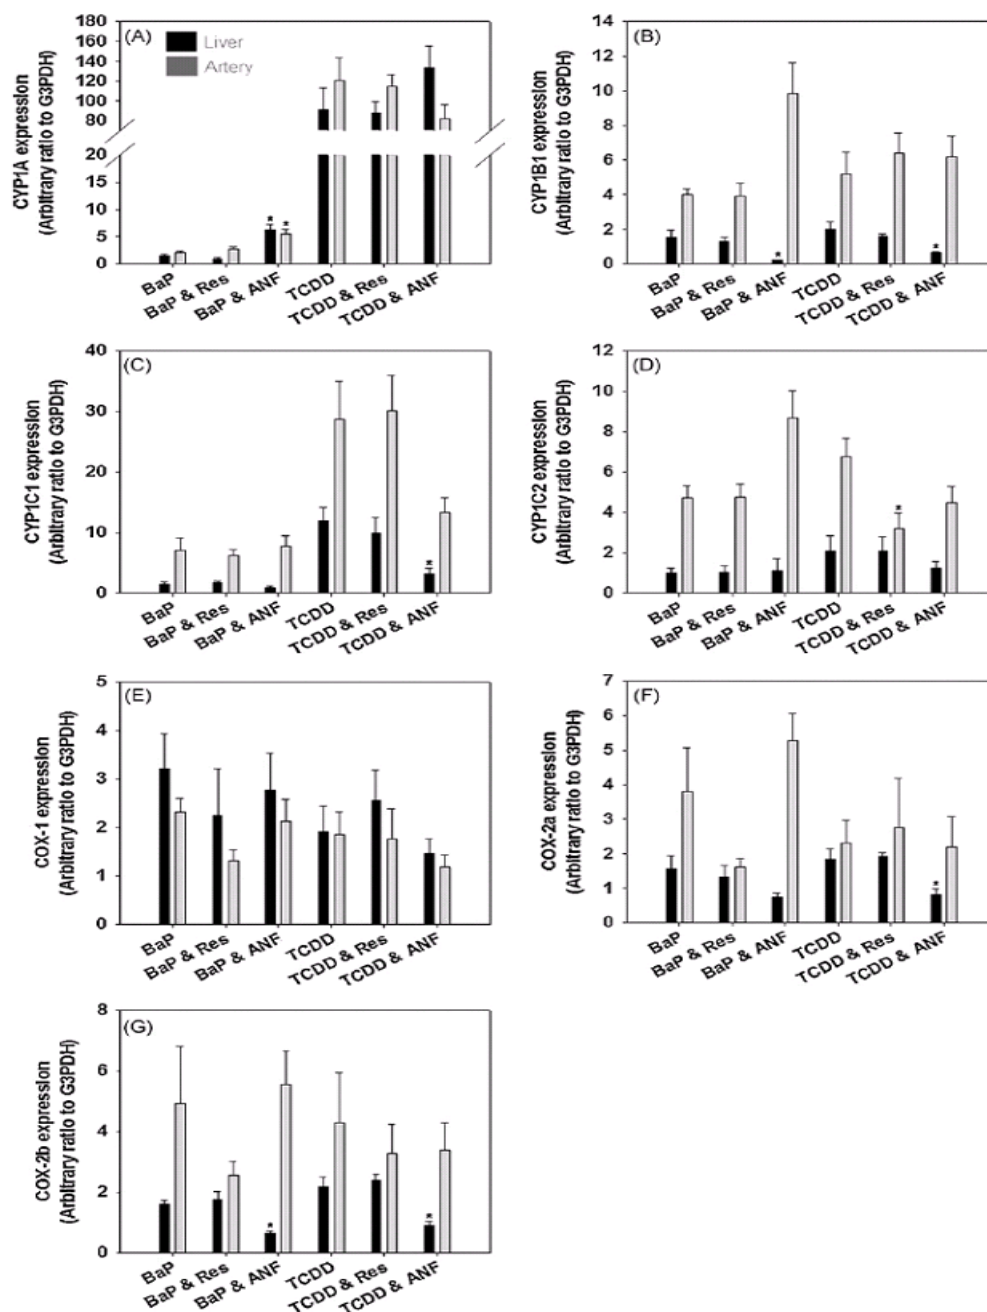 (A)
Liver
Artery
CYP1A expression
(Arbitrary ratio to G3PDH)
180
160
140
120
100
80
20
15
10
5
0
* *
BaP
BaP & Res
BaP & ANF
TCDD
TCDD & Res
TCDD & ANF
(B)
CYP1B1 expression
(Arbitrary ratio to G3PDH)
14
12
10
8
6
4
2
0
* *
BaP
BaP & Res
BaP & ANF
TCDD
TCDD & Res
TCDD & ANF
(C)
CYP1C1 expression
(Arbitrary ratio to G3PDH)
40
30
20
10
0
*
BaP
BaP & Res
BaP & ANF
TCDD
TCDD & Res
TCDD & ANF
(D)
CYP1C2 expression
(Arbitrary ratio to G3PDH)
12
10
8
6
4
2
0
*
BaP
BaP & Res
BaP & ANF
TCDD
TCDD & Res
TCDD & ANF
(E)
COX-1 expression
(Arbitrary ratio to G3PDH)
5
4
3
2
1
0
BaP
BaP & Res
BaP & ANF
TCDD
TCDD & Res
TCDD & ANF
(F)
COX-2a expression
(Arbitrary ratio to G3PDH)
7
6
5
4
3
2
1
0
*
BaP
BaP & Res
BaP & ANF
TCDD
TCDD & Res
TCDD & ANF
(G)
COX-2b expression
(Arbitrary ratio to G3PDH)
8
6
4
2
0
* *
BaP
BaP & Res
BaP & ANF
TCDD
TCDD & Res
TCDD & ANF